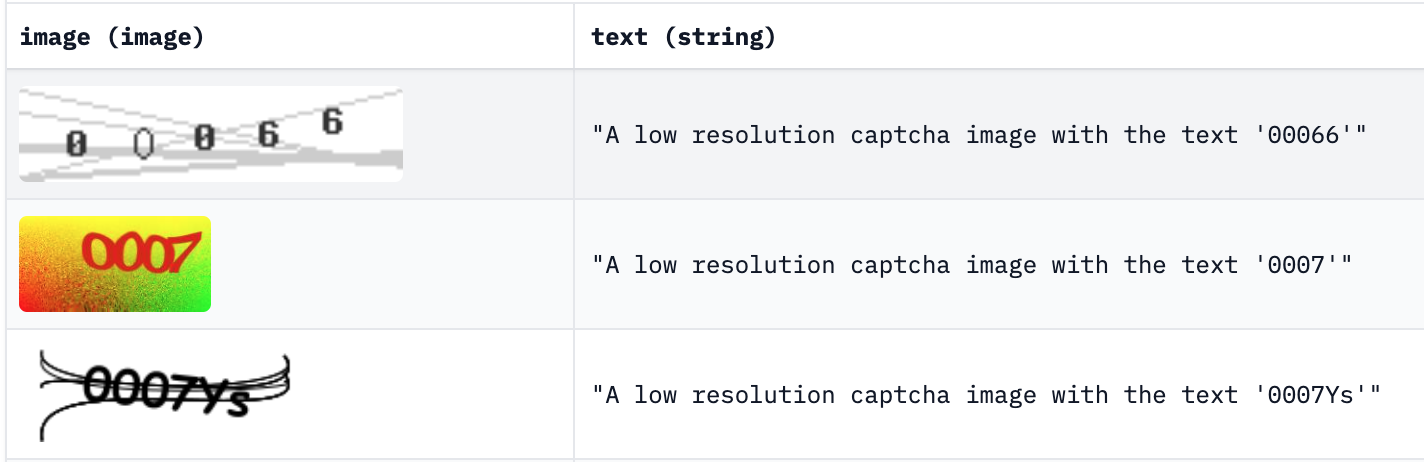 image (image) text (string)
0 0 0 6 6 "A low resolution captcha image with the text '00066'"
0007 "A low resolution captcha image with the text '0007'"
0007Ys "A low resolution captcha image with the text '0007Ys'"